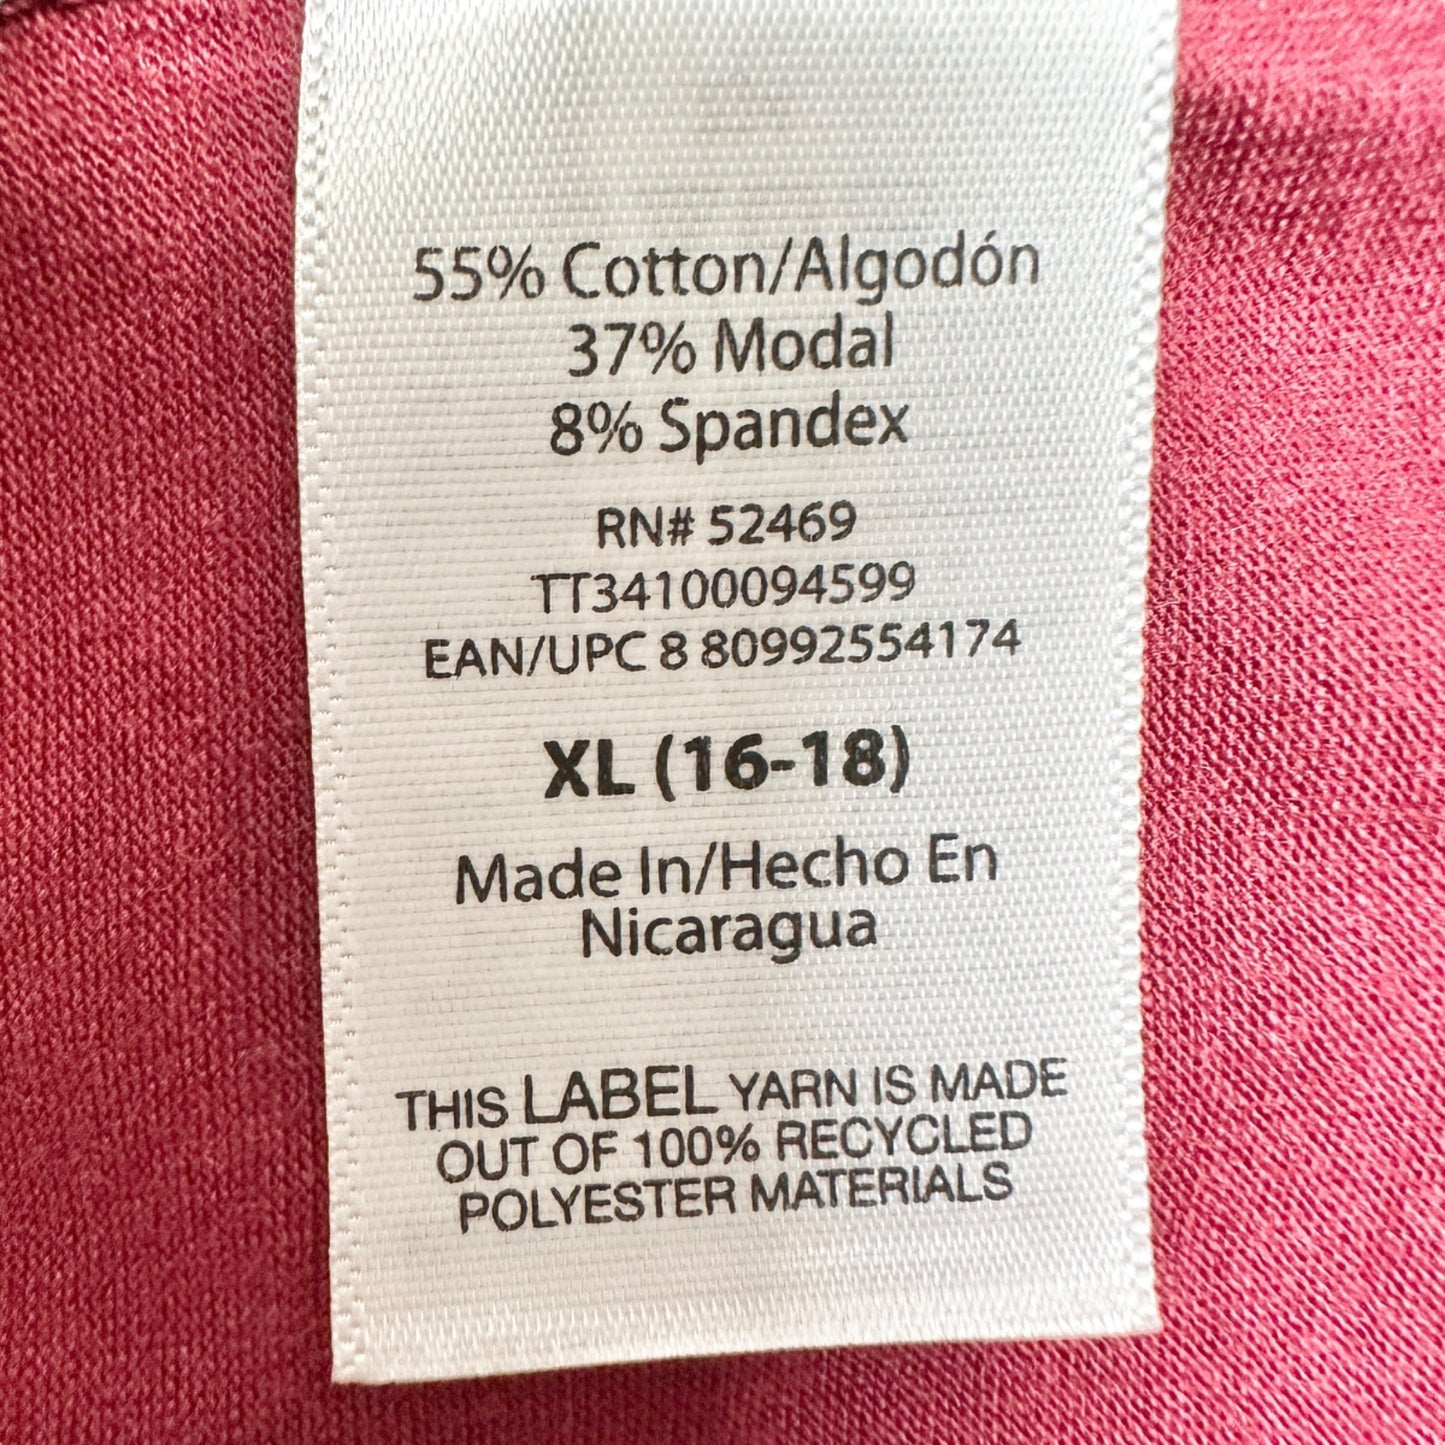 55% Cotton/Algodón
37% Modal
8% Spandex
RN# 52469
TT34100094599
EAN/UPC 8 80992554174
XL (16-18)
Made In/Hecho En
Nicaragua
THIS LABEL YARN IS MADE
OUT OF 100% RECYCLED
POLYESTER MATERIALS